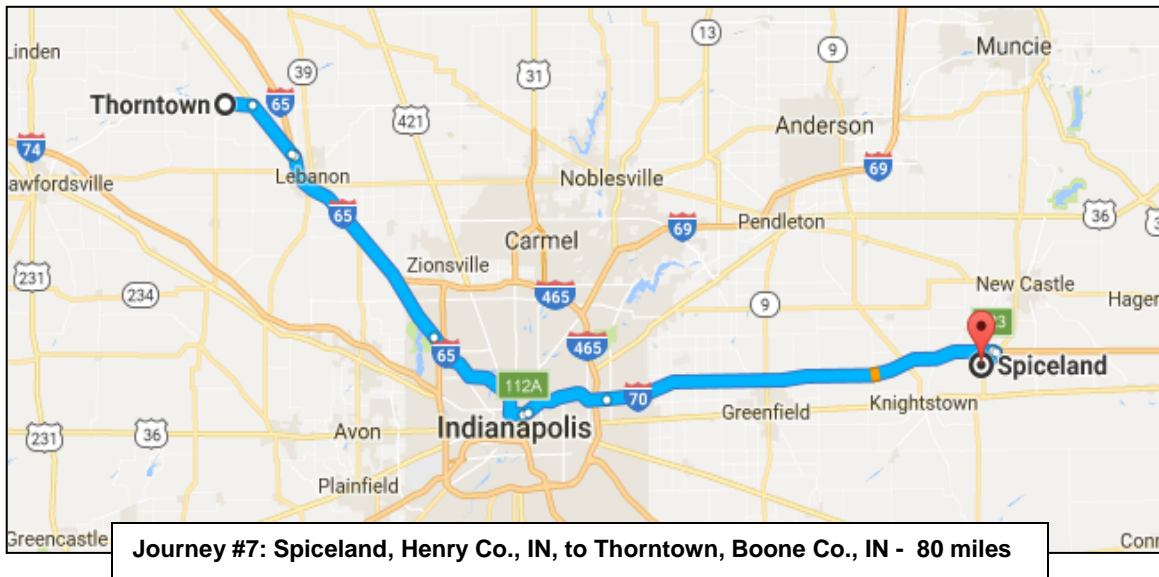 Linden
39
31
13
9
Muncie
Thorntown
65
421
Anderson
74
awfordsville
Lebanon
Noblesville
69
65
Pendleton
36
3
Carmel
69
Zionsville
231
234
465
New Castle
9
Hager
465
65
Spiceland
112A
70
Greenfield
Knightstown
Indianapolis
231
36
Avon
Plainfield
Greencastle
Conn
Journey #7: Spiceland, Henry Co., IN, to Thorntown, Boone Co., IN - 80 miles